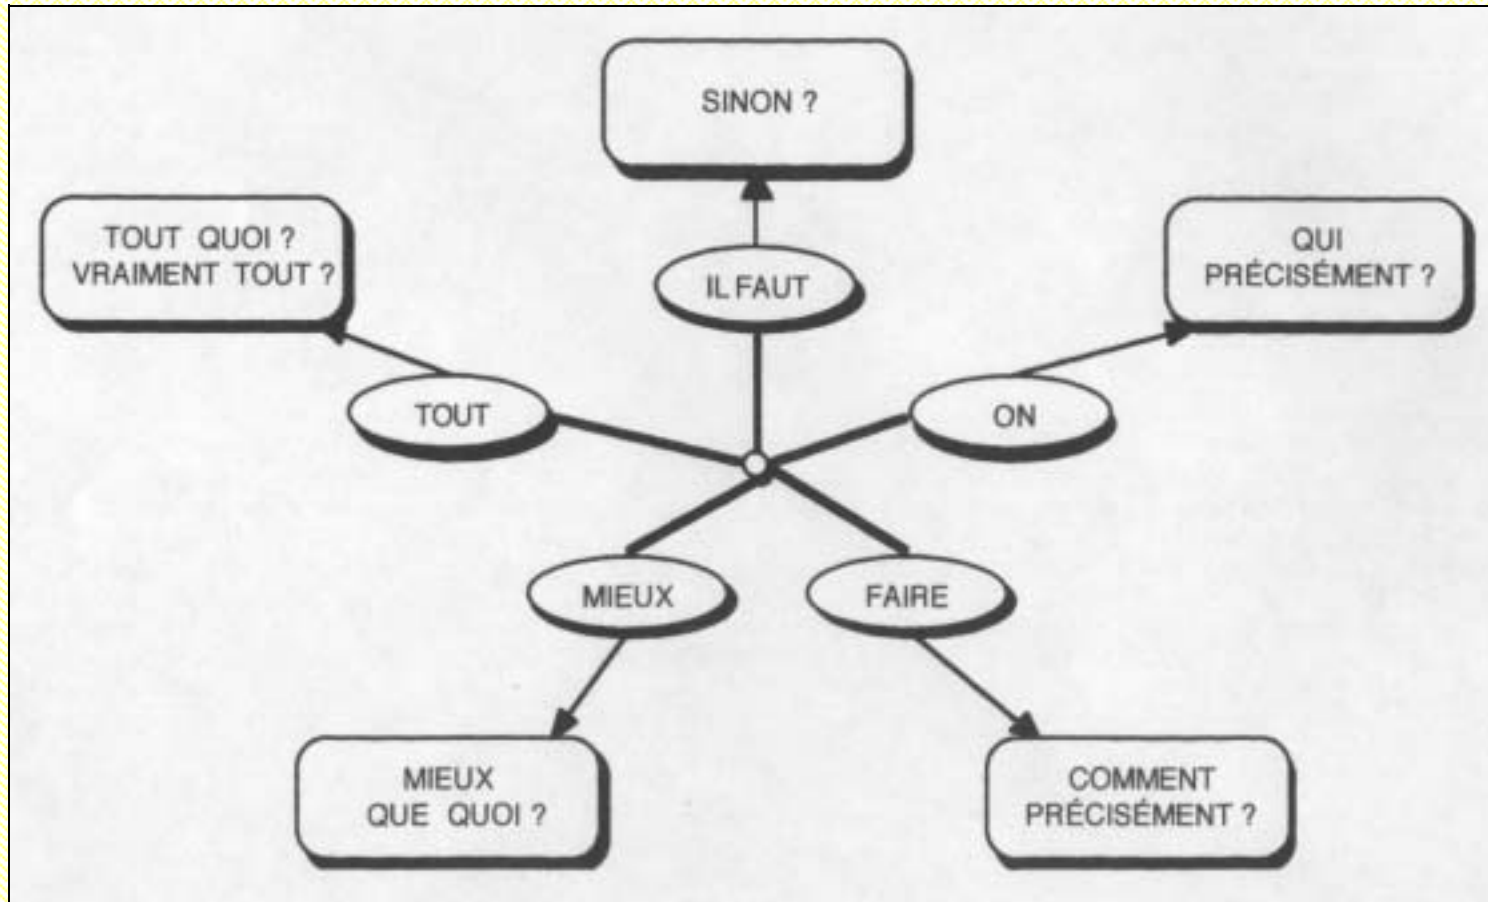 SINON ?
TOUT QUOI ?
VRAIMENT TOUT ?
QUI
PRÉCISÉMENT ?
IL FAUT
TOUT
ON
MIEUX
FAIRE
MIEUX
QUE QUOI ?
COMMENT
PRÉCISÉMENT ?